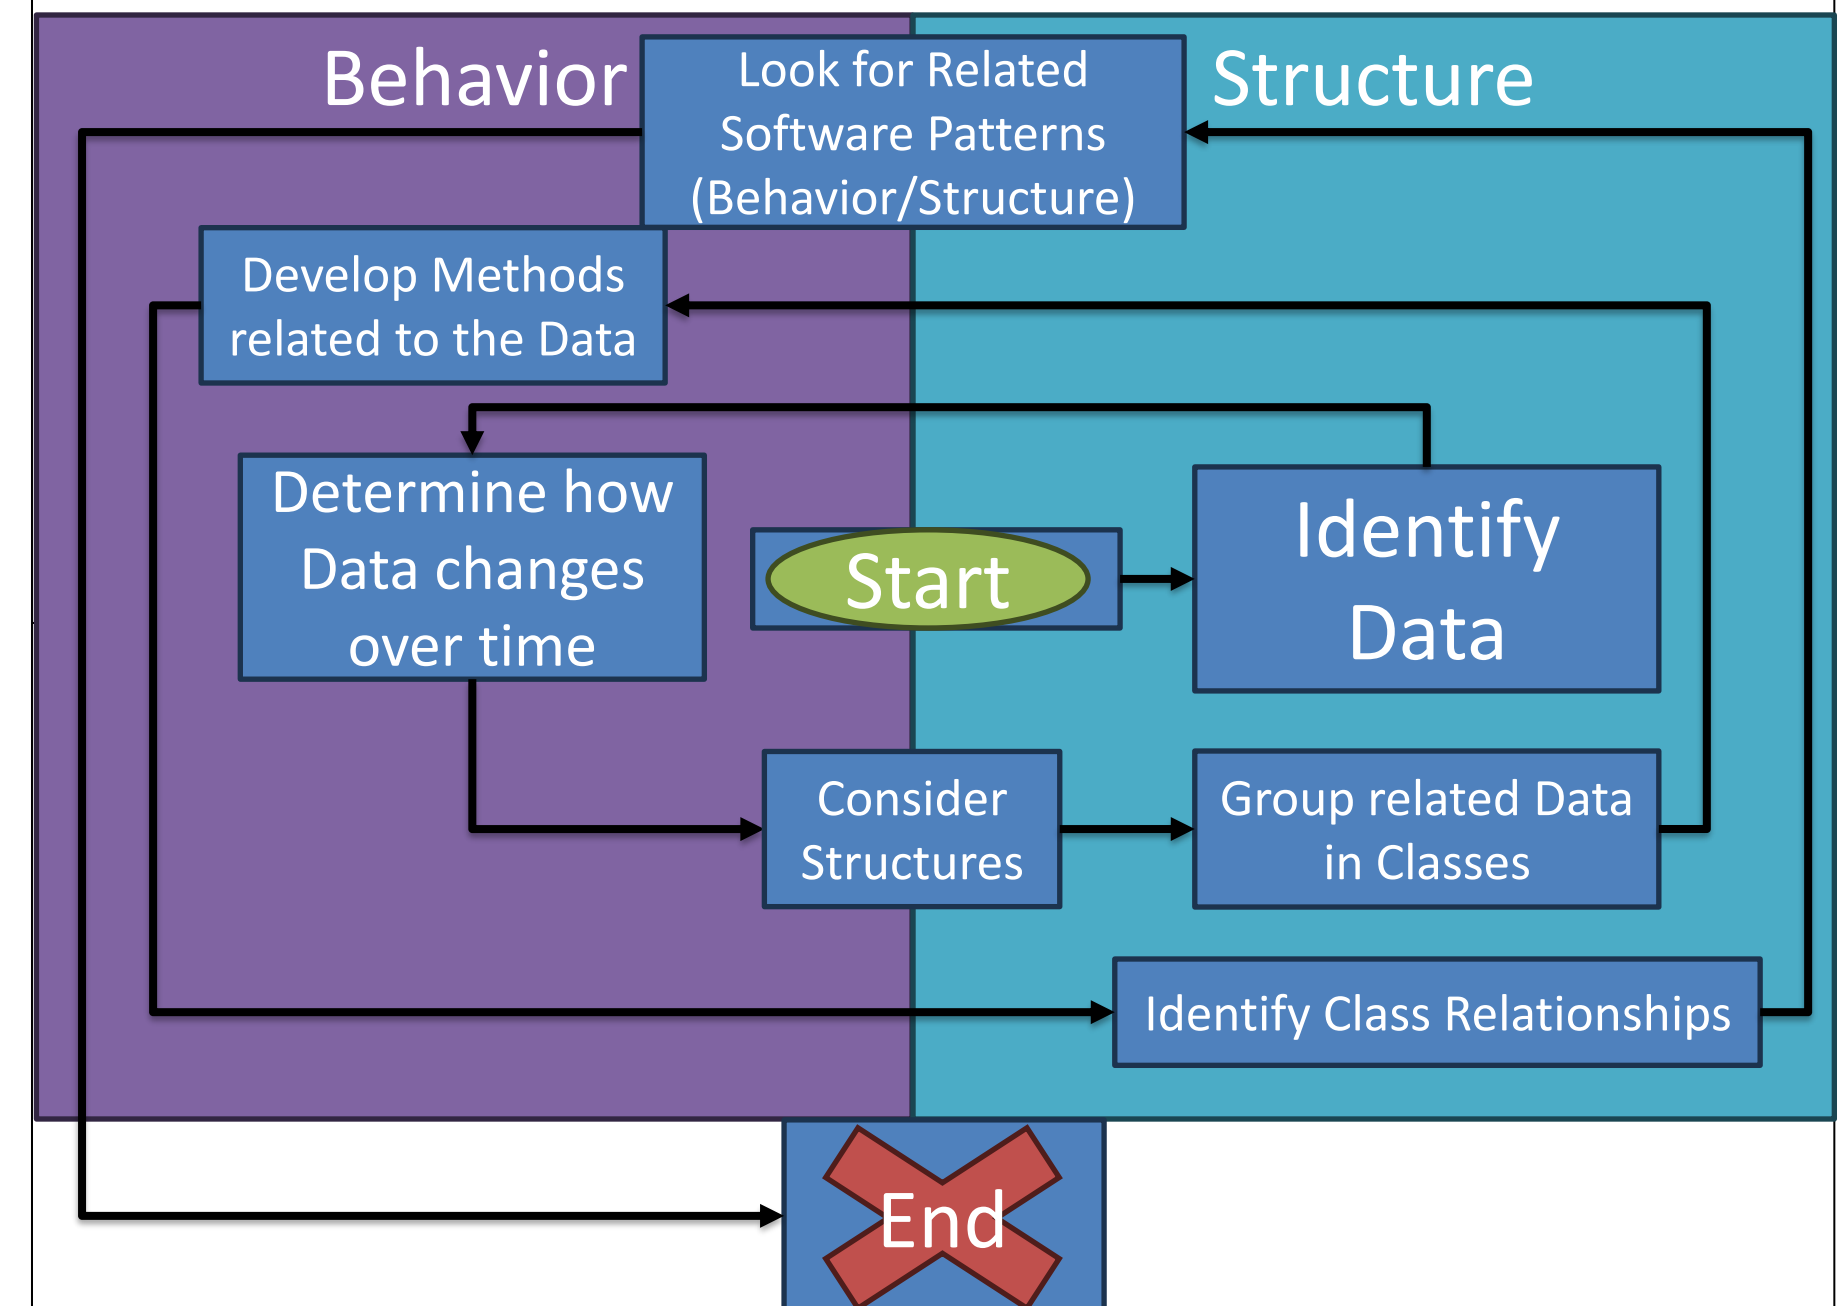 Behavior
Structure
Look for Related
Software Patterns
(Behavior/Structure)
Develop Methods
related to the Data
Determine how
Data changes
over time
Start
Identify
Data
Consider
Structures
Group related Data
in Classes
Identify Class Relationships
End